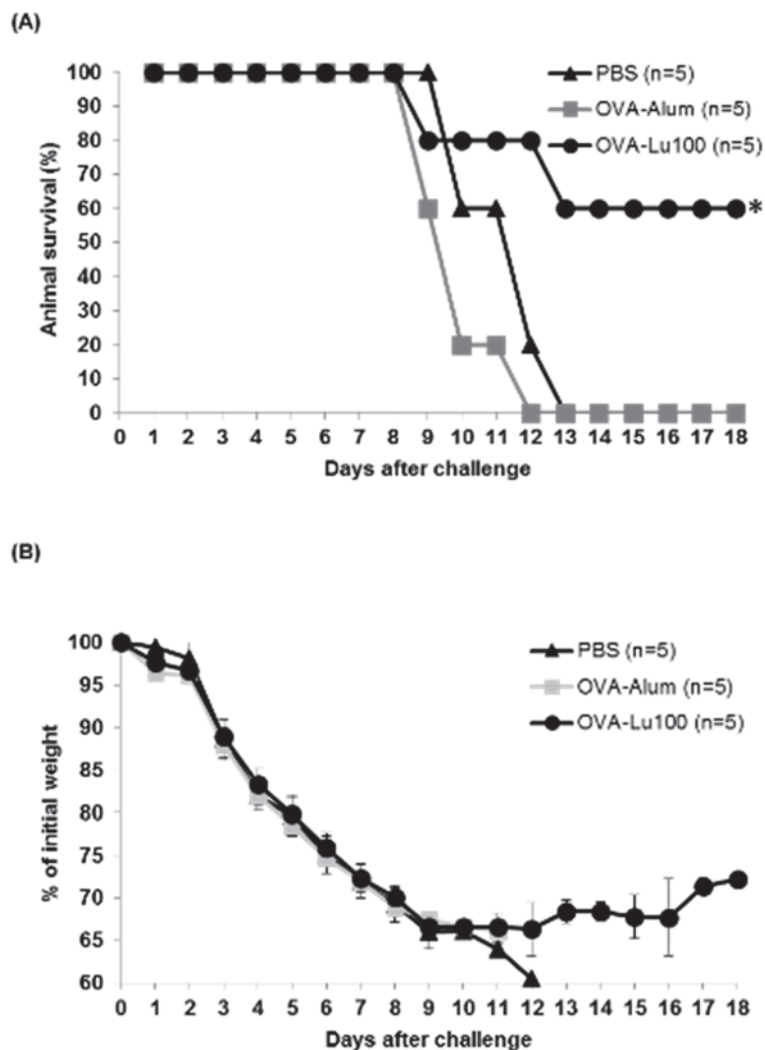 (A)
100
90
80
70
60
50
40
30
20
10
0
Animal survival (%)
PBS (n=5)
OVA-Alum (n=5)
OVA-Lu100 (n=5)
*
0 1 2 3 4 5 6 7 8 9 10 11 12 13 14 15 16 17 18
Days after challenge
(B)
100
95
90
85
80
75
70
65
60
% of initial weight
PBS (n=5)
OVA-Alum (n=5)
OVA-Lu100 (n=5)
0 1 2 3 4 5 6 7 8 9 10 11 12 13 14 15 16 17 18
Days after challenge